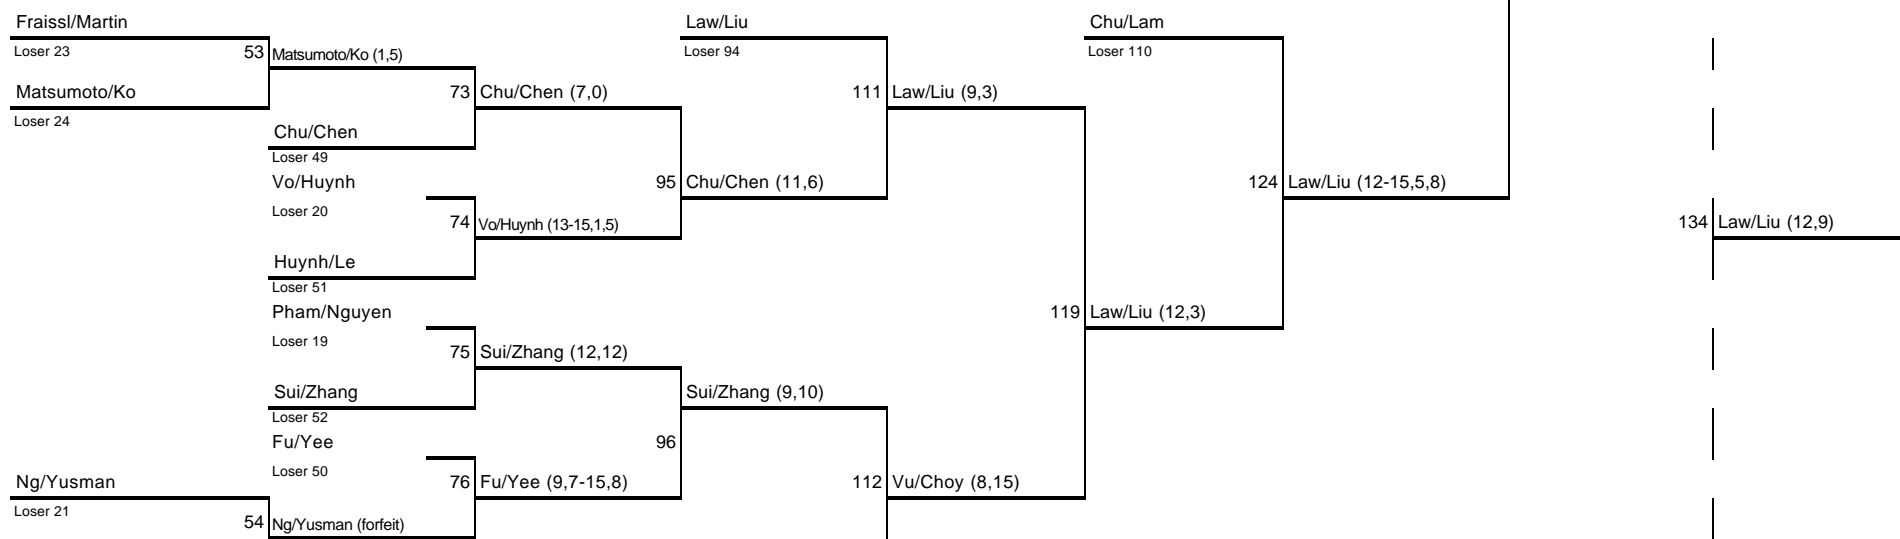 Fraissl/Martin
Law/Liu
Chu/Lam
Loser 23
53
Matsumoto/Ko (1,5)
Loser 94
Loser 110
Matsumoto/Ko
73
Chu/Chen (7,0)
111
Law/Liu (9,3)
Loser 24
Chu/Chen
Loser 49
Vo/Huynh
95
Chu/Chen (11,6)
124
Law/Liu (12-15,5,8)
Loser 20
74
Vo/Huynh (13-15,1,5)
134
Law/Liu (12,9)
Huynh/Le
Loser 51
Pham/Nguyen
119
Law/Liu (12,3)
Loser 19
75
Sui/Zhang (12,12)
Sui/Zhang
Sui/Zhang (9,10)
Loser 52
Fu/Yee
96
Loser 50
Ng/Yusman
76
Fu/Yee (9,7-15,8)
112
Vu/Choy (8,15)
Loser 21
54
Ng/Yusman (forfeit)